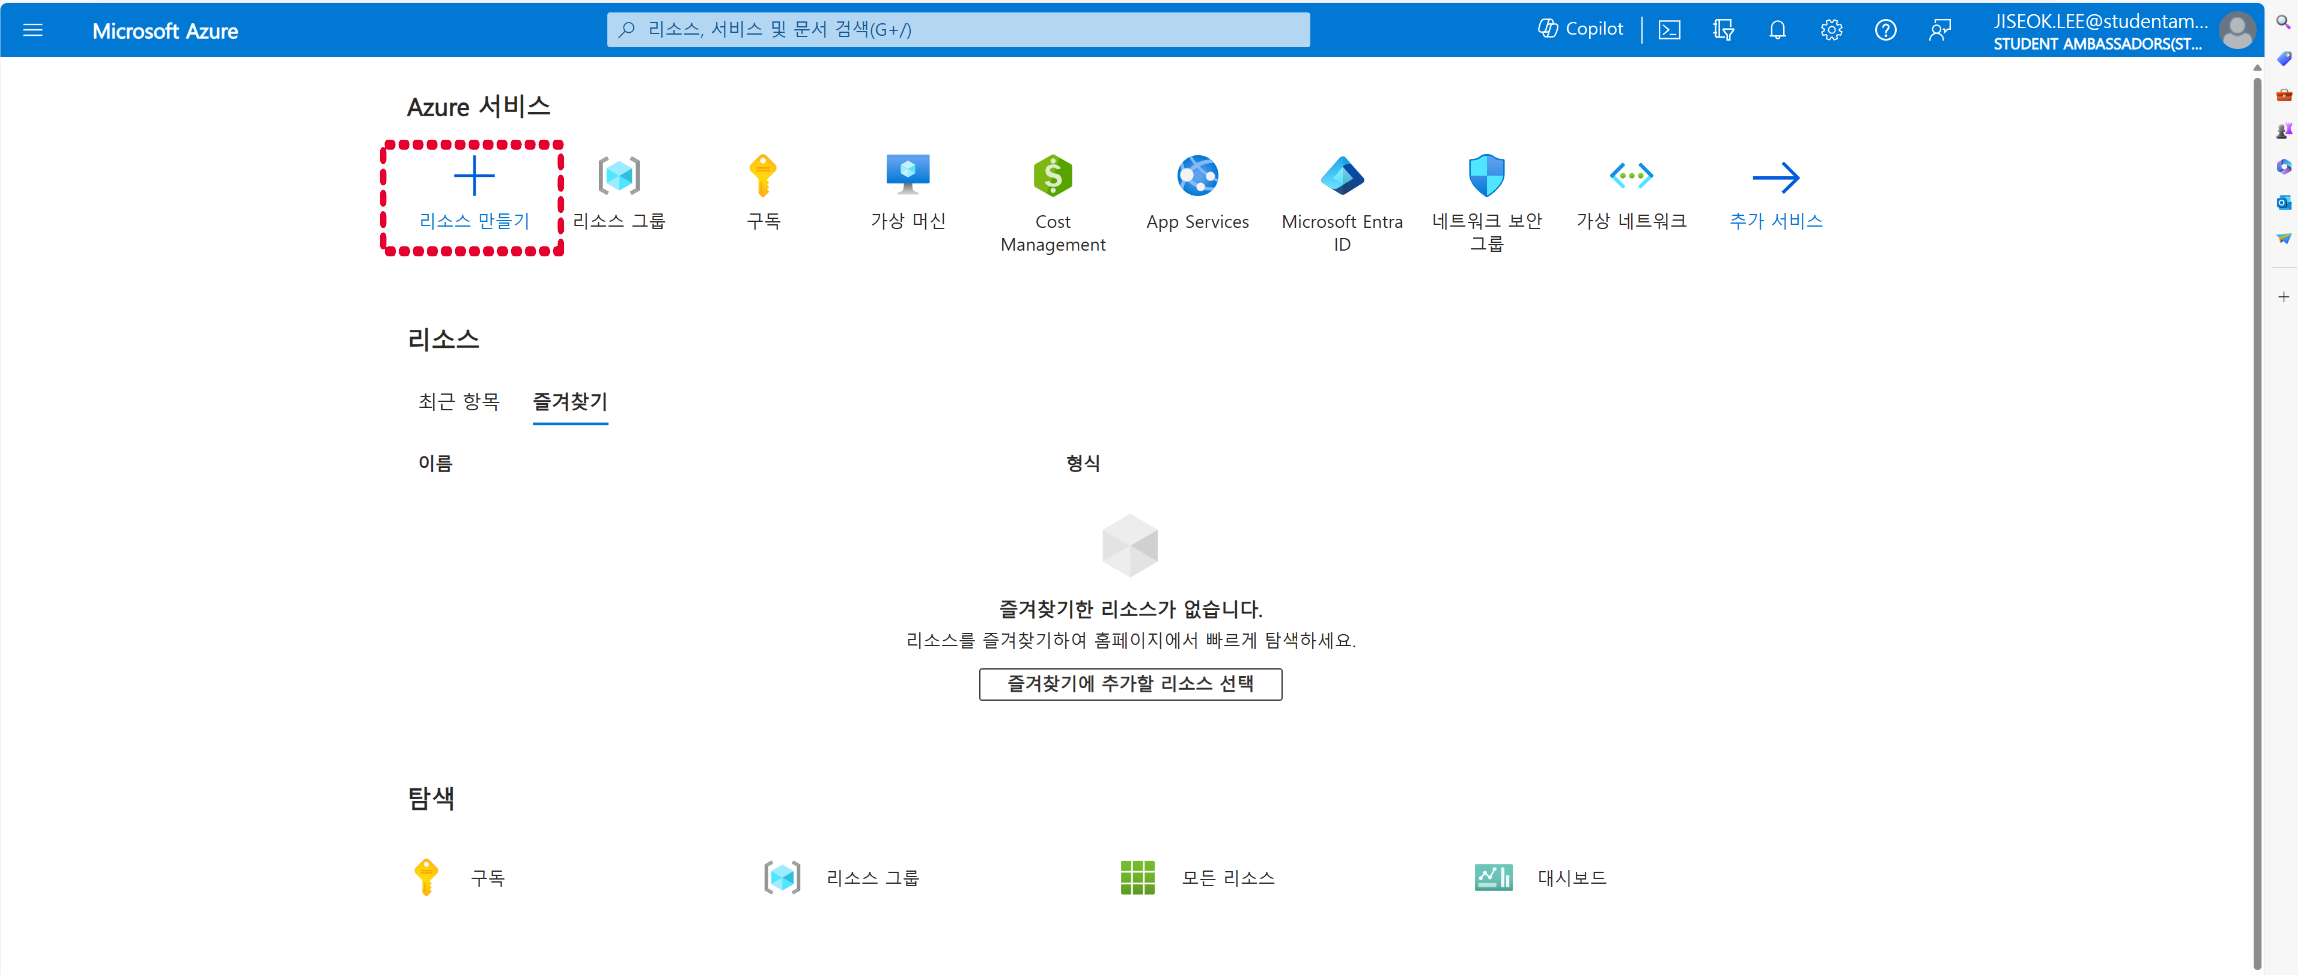 Microsoft Azure
리소스, 서비스 및 문서 검색(G+/)
Copilot
JISEOK.LEE@studentam...
STUDENT AMBASSADORS(ST...
Azure 서비스
리소스 만들기
리소스 그룹
구독
가상 머신
Cost
Management
App Services
Microsoft Entra
ID
네트워크 보안
그룹
가상 네트워크
추가 서비스
리소스
최근 항목
즐겨찾기
이름
형식
즐겨찾기한 리소스가 없습니다.
리소스를 즐겨찾기하여 홈페이지에서 빠르게 탐색하세요.
즐겨찾기에 추가할 리소스 선택
탐색
구독
리소스 그룹
모든 리소스
대시보드